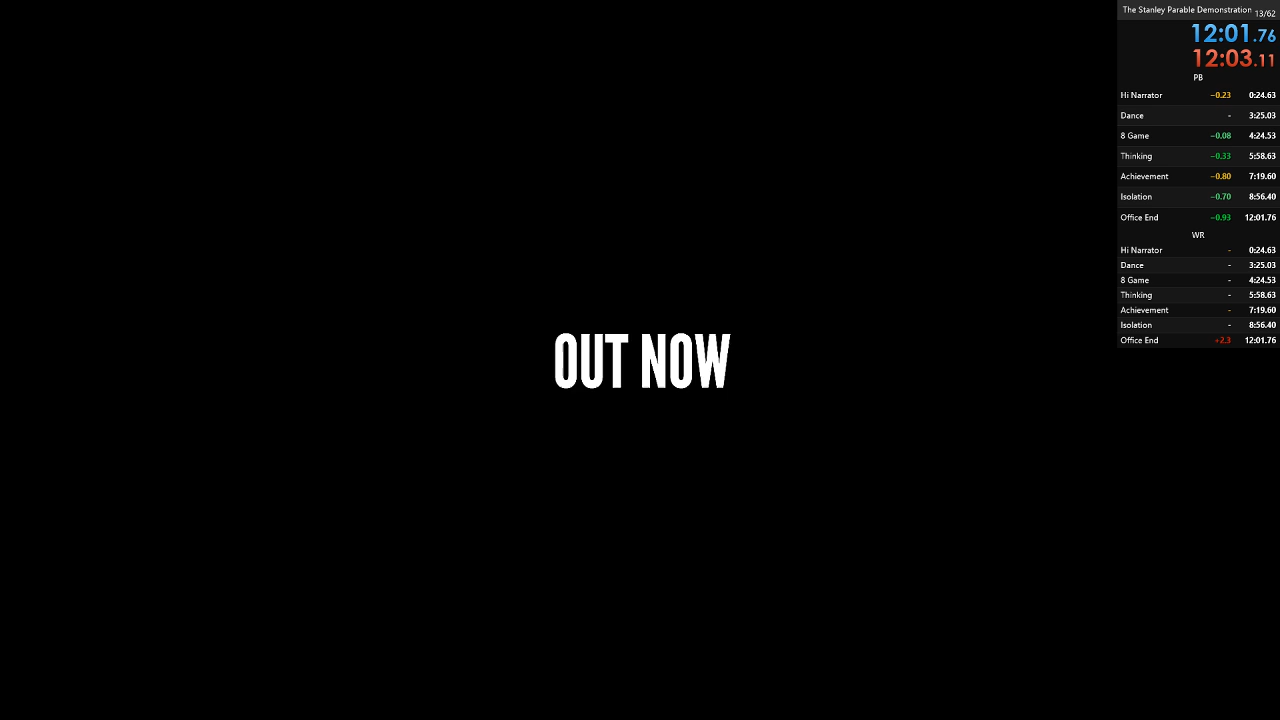 The Stanley Parable Demonstration 13/62
12:01.76
12:03.11
PB
Hi Narrator −0.23 0:24.63
Dance - 3:25.03
8 Game −0.08 4:24.53
Thinking −0.33 5:58.63
Achievement −0.80 7:19.60
Isolation −0.70 8:56.40
Office End −0.93 12:01.76
WR
Hi Narrator - 0:24.63
Dance - 3:25.03
8 Game - 4:24.53
Thinking - 5:58.63
Achievement - 7:19.60
Isolation - 8:56.40
Office End +2.3 12:01.76
OUT NOW